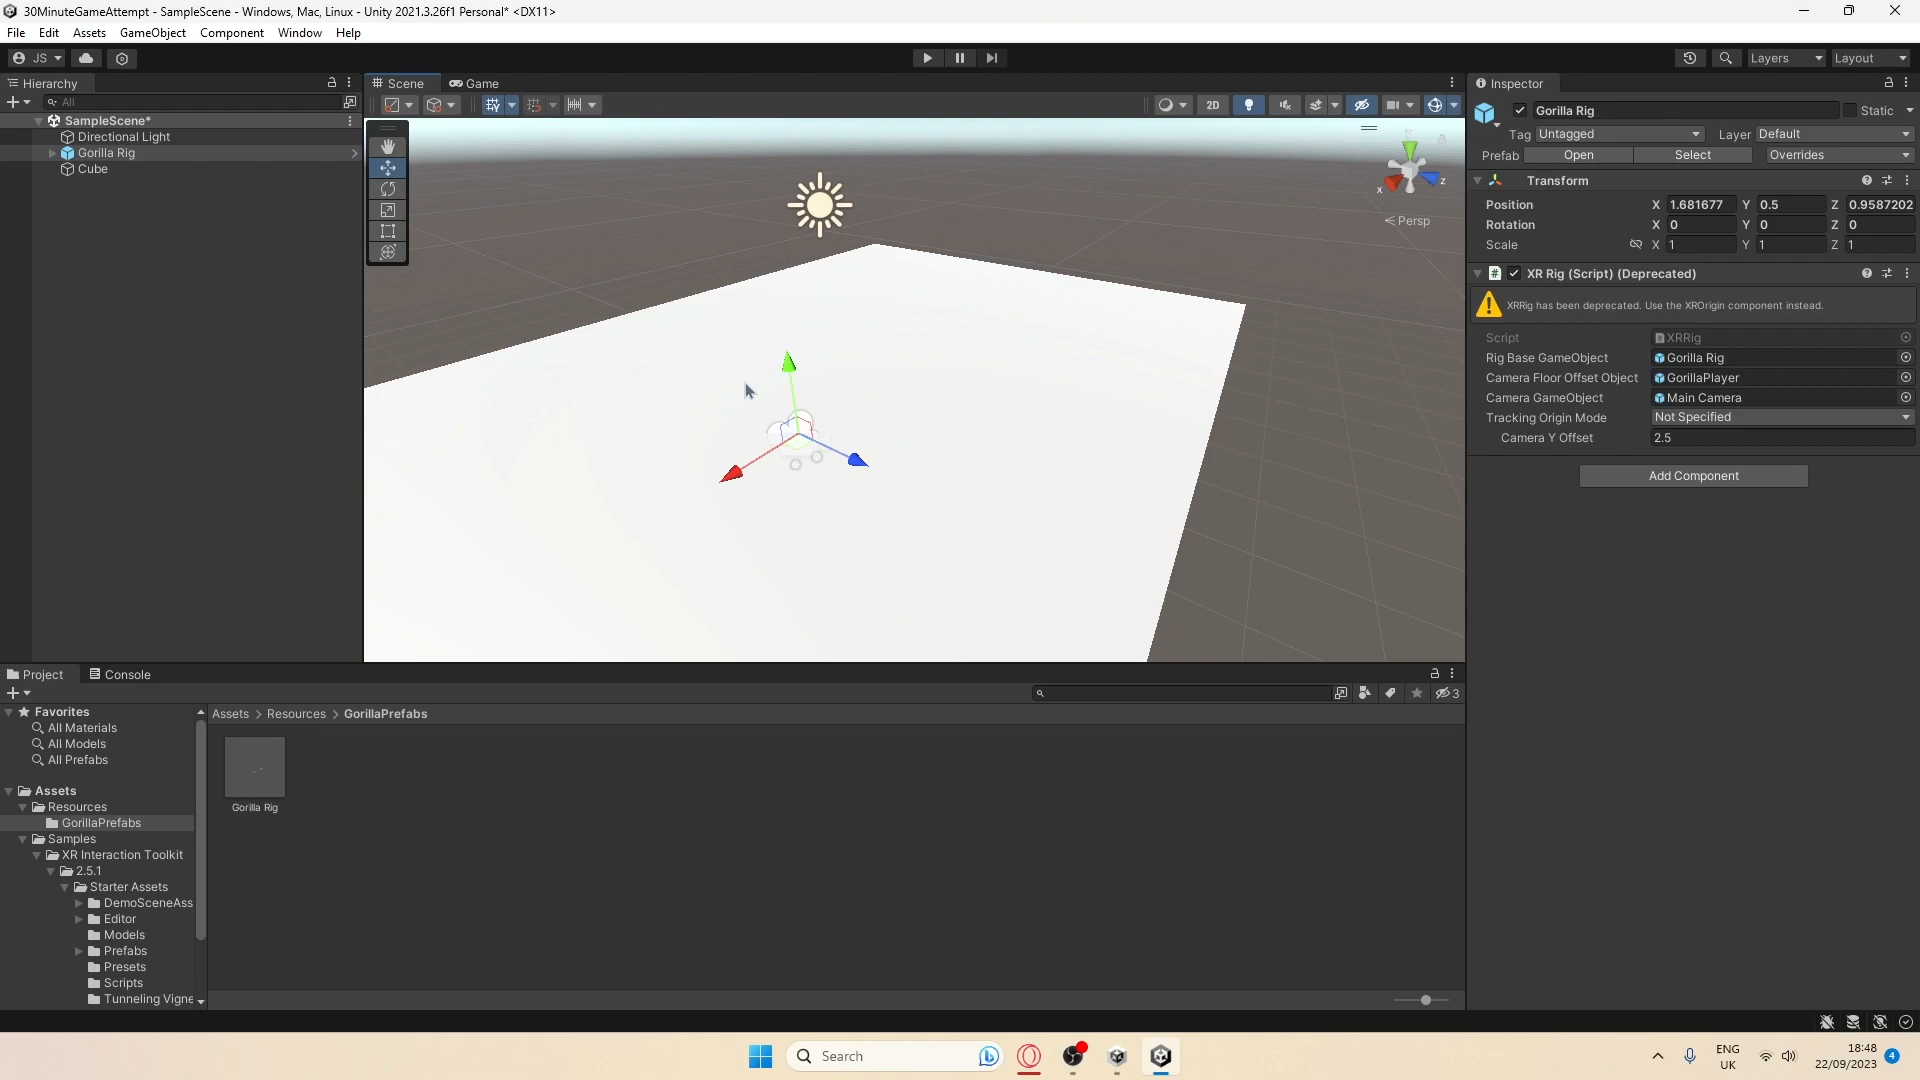 30MinuteGameAttempt - SampleScene - Windows, Mac, Linux - Unity 2021.3.26f1 Personal* <DX11>
File Edit Assets GameObject Component Window Help
JS
Layers Layout
Hierarchy
All
SampleScene*
Directional Light
Gorilla Rig
Cube
Scene Game
2D
y
x
z
Persp
Inspector
Gorilla Rig Static
Tag Untagged Layer Default
Prefab Open Select Overrides
Transform
Position X 1.681677 Y 0.5 Z 0.9587202
Rotation X 0 Y 0 Z 0
Scale X 1 Y 1 Z 1
# XR Rig (Script) (Deprecated)
XRRig has been deprecated. Use the XROrigin component instead.
Script XRRig
Rig Base GameObject Gorilla Rig
Camera Floor Offset Object GorillaPlayer
Camera GameObject Main Camera
Tracking Origin Mode Not Specified
Camera Y Offset 2.5
Add Component
Project Console
3
Favorites
All Materials
All Models
All Prefabs
Assets
Resources
GorillaPrefabs
Samples
XR Interaction Toolkit
2.5.1
Starter Assets
DemoSceneAss
Editor
Models
Prefabs
Presets
Scripts
Tunneling Vigne
Assets > Resources > GorillaPrefabs
Gorilla Rig
Search
ENG
UK
18:48
22/09/2023
4